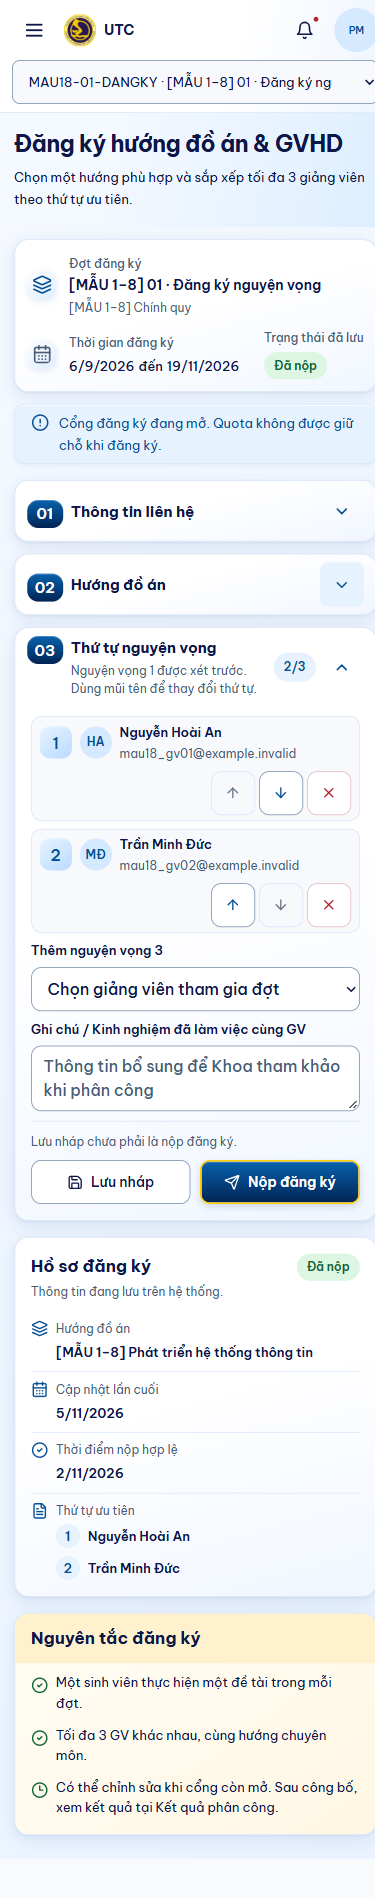 UTC
PM
MAU18-01-DANGKY · [MẪU 1–8] 01 · Đăng ký ng
Đăng ký hướng đồ án & GVHD
Chọn một hướng phù hợp và sắp xếp tối đa 3 giảng viên
theo thứ tự ưu tiên.
Đợt đăng ký
[MẪU 1–8] 01 · Đăng ký nguyện vọng
[MẪU 1–8] Chính quy
Thời gian đăng ký
6/9/2026 đến 19/11/2026
Trạng thái đã lưu
Đã nộp
Cổng đăng ký đang mở. Quota không được giữ
chỗ khi đăng ký.
01 Thông tin liên hệ
02 Hướng đồ án
03 Thứ tự nguyện vọng
Nguyện vọng 1 được xét trước.
Dùng mũi tên để thay đổi thứ tự.
2/3
1 HA Nguyễn Hoài An
mau18_gv01@example.invalid
2 MĐ Trần Minh Đức
mau18_gv02@example.invalid
Thêm nguyện vọng 3
Chọn giảng viên tham gia đợt
Ghi chú / Kinh nghiệm đã làm việc cùng GV
Thông tin bổ sung để Khoa tham khảo
khi phân công
Lưu nháp chưa phải là nộp đăng ký.
Lưu nháp
Nộp đăng ký
Hồ sơ đăng ký
Đã nộp
Thông tin đang lưu trên hệ thống.
Hướng đồ án
[MẪU 1–8] Phát triển hệ thống thông tin
Cập nhật lần cuối
5/11/2026
Thời điểm nộp hợp lệ
2/11/2026
Thứ tự ưu tiên
1 Nguyễn Hoài An
2 Trần Minh Đức
Nguyên tắc đăng ký
Một sinh viên thực hiện một đề tài trong mỗi
đợt.
Tối đa 3 GV khác nhau, cùng hướng chuyên
môn.
Có thể chỉnh sửa khi cổng còn mở. Sau công bố,
xem kết quả tại Kết quả phân công.